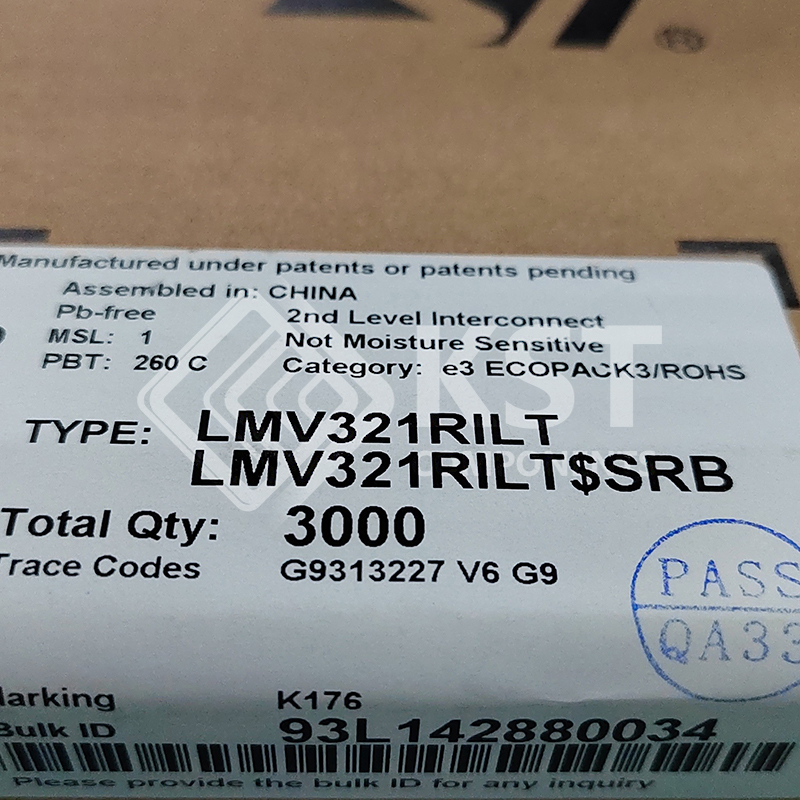 Manufactured under patents or patents pending
Assembled in: CHINA
Pb-free 2nd Level Interconnect
MSL: 1 Not Moisture Sensitive
PBT: 260 C Category: e3 ECOPACK3/ROHS
TYPE: LMV321RILT
LMV321RILT$SRB
Total Qty: 3000
Trace Codes G9313227 V6 G9
PASS
QA33
Marking K176
Bulk ID 93L142880034
Please provide the bulk ID for any inquiry
KST
COMPONENTS